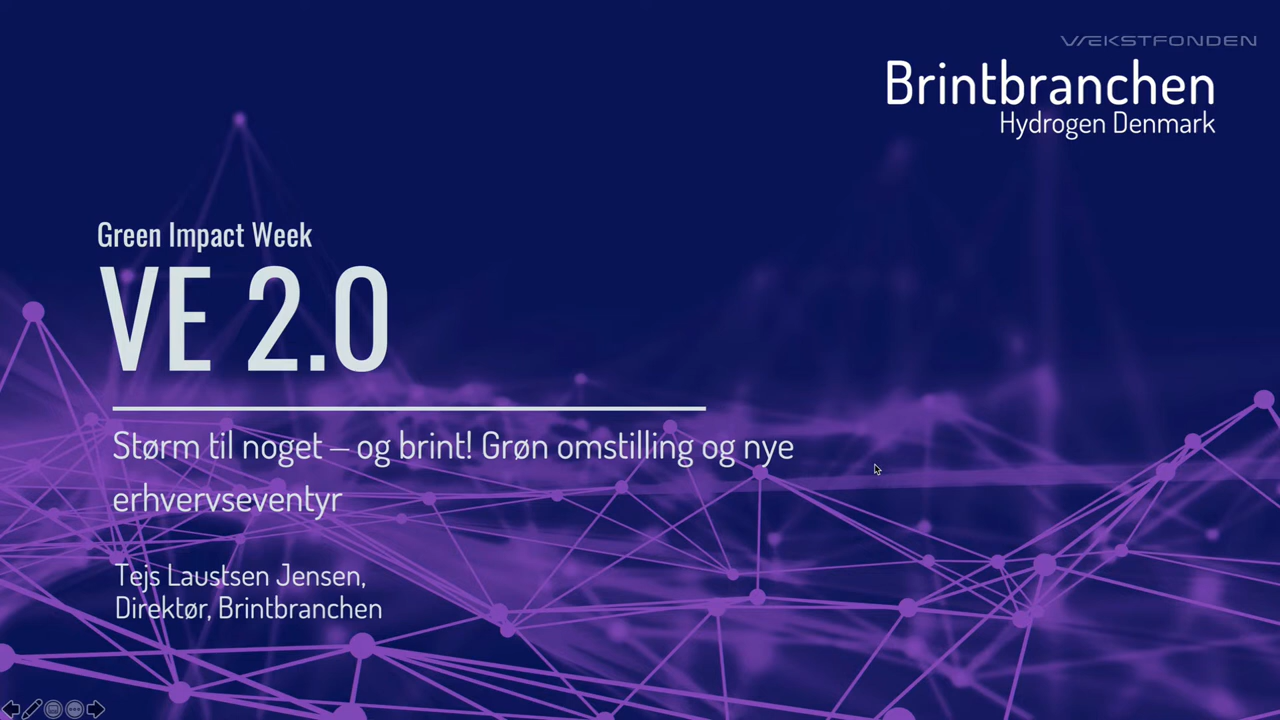 VÆKSTFONDEN
Brintbranchen
Hydrogen Denmark
Green Impact Week
VE 2.0
Størm til noget – og brint! Grøn omstilling og nye
erhvervseventyr
Tejs Laustsen Jensen,
Direktør, Brintbranchen